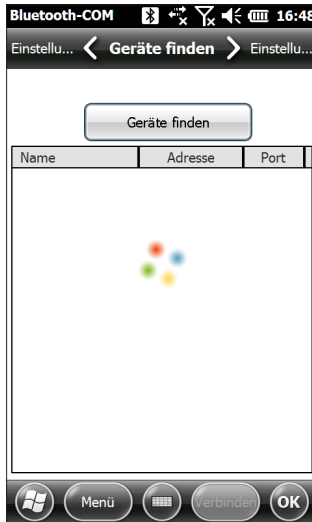 Bluetooth-COM 16:48
Einstellu... Geräte finden Einstellu...
Geräte finden
Name Adresse Port
Menü Verbinden OK